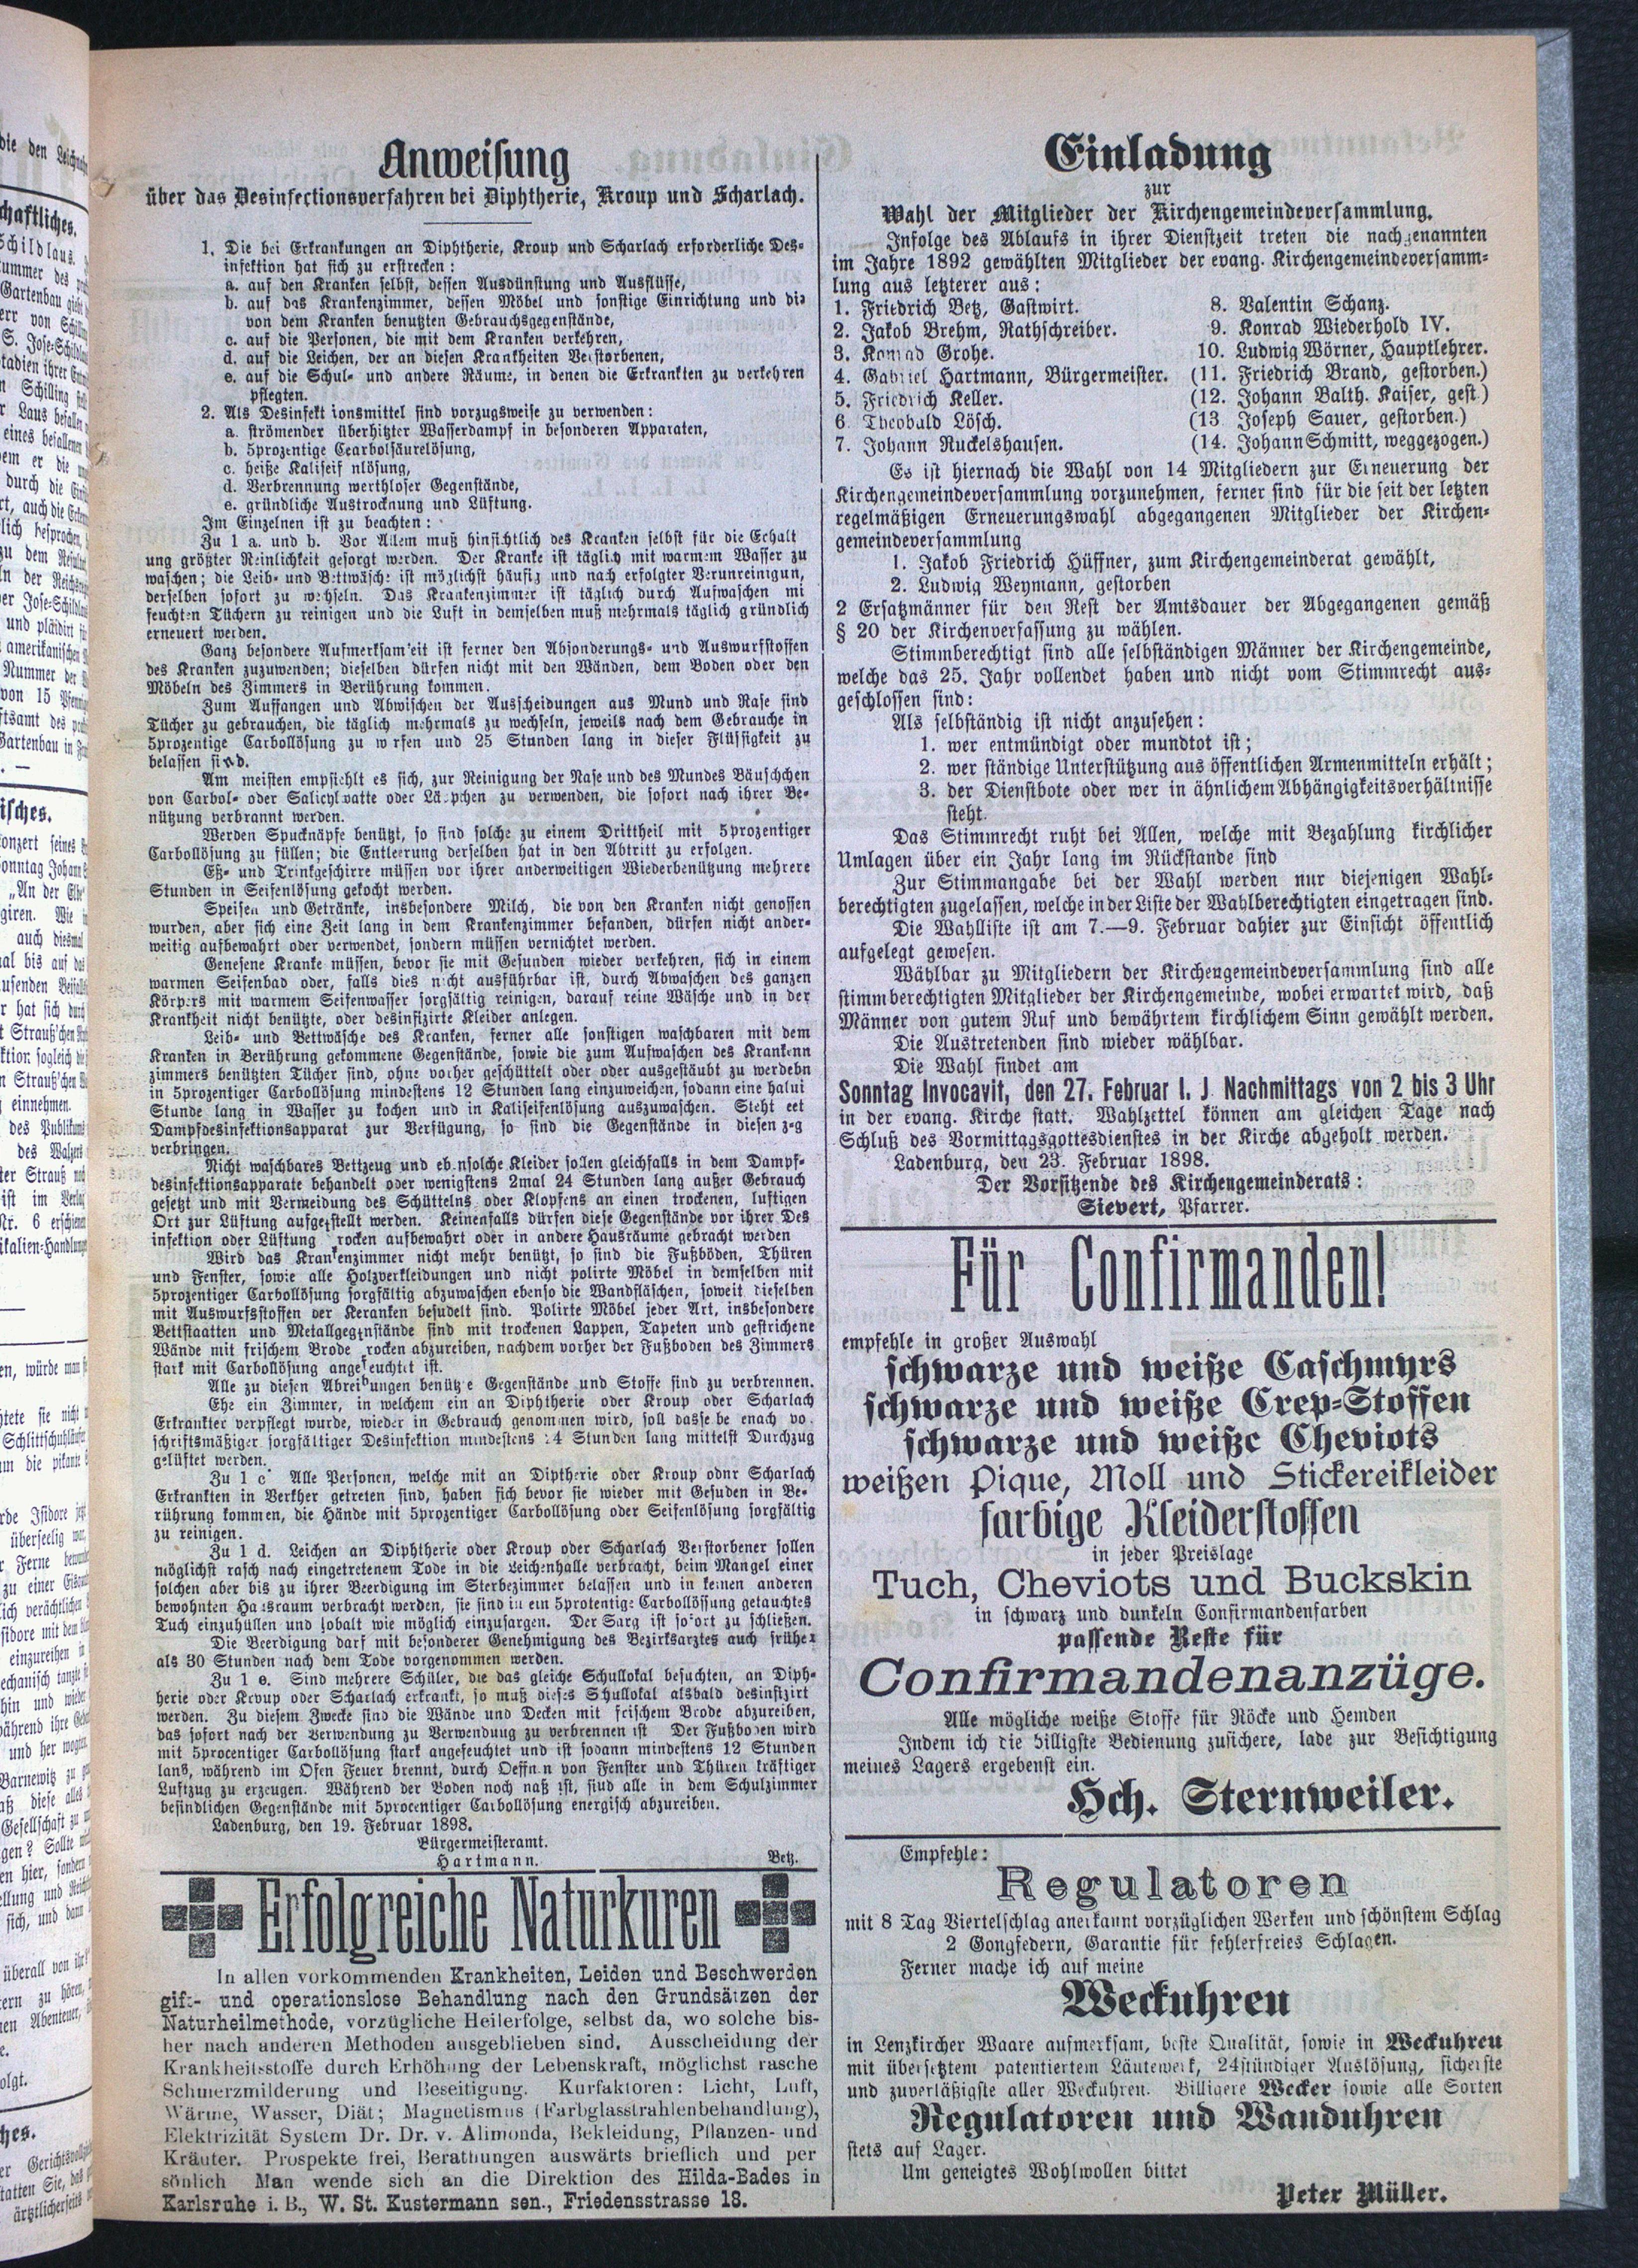 Anweisung
über das Desinfectionsverfahren bei Diphtherie, Kroup und Scharlach.
1. Die bei Erkrankungen an Diphtherie, Kroup und Scharlach erforderliche Des-
infektion hat sich zu erstrecken:
a. auf den Kranken selbst, dessen Ausdünstung und Ausflüsse,
b. auf das Krankenzimmer, dessen Möbel und sonstige Einrichtung und die
von dem Kranken benutzten Gebrauchsgegenstände,
c. auf die Personen, die mit dem Kranken verkehren,
d. auf die Leichen, der an diesen Krankheiten Verstorbenen,
e. auf die Schul- und andere Räume, in denen die Erkrankten zu verkehren
pflegten.
2. Als Desinfekt ionsmittel sind vorzugsweise zu verwenden:
a. strömender überhitzter Wasserdampf in besonderen Apparaten,
b. 5prozentige Cearbolsäurelösung,
c. heiße Kaliseif nlösung,
d. Verbrennung werthloser Gegenstände,
e. gründliche Austrocknung und Lüftung.
Im Einzelnen ist zu beachten:
Zu 1 a. und b. Vor Allem muß hinsichtlich des Kranken selbst für die Erhalt
ung größter Reinlichkeit gesorgt werden. Der Kranke ist täglich mit warmem Wasser zu
waschen; die Leib- und Bettwäsche ist möglichst häufig und nach erfolgter Verunreinigun,
derselben sofort zu wechseln. Das Krankenzimmer ist täglich durch Aufwaschen mi
feuchten Tüchern zu reinigen und die Luft in demselben muß mehrmals täglich gründlich
erneuert werden.
Ganz besondere Aufmerksam'eit ist ferner den Absonderungs- und Auswurfstoffen
des Kranken zuzuwenden; dieselben dürfen nicht mit den Wänden, dem Boden oder den
Möbeln des Zimmers in Berührung kommen.
Zum Auffangen und Abwischen der Ausscheidungen aus Mund und Nase sind
Tücher zu gebrauchen, die täglich mehrmals zu wechseln, jeweils nach dem Gebrauche in
5prozentige Carbollösung zu w rfen und 25 Stunden lang in dieser Flüssigkeit zu
belassen sind.
Am meisten empfiehlt es sich, zur Reinigung der Nase und des Mundes Bäuschchen
von Carbol- oder Salicylwatte oder Läppchen zu verwenden, die sofort nach ihrer Be-
nützung verbrannt werden.
Werden Spucknäpfe benützt, so sind solche zu einem Drittheil mit 5prozentiger
Carbollösung zu füllen; die Entleerung derselben hat in den Abtritt zu erfolgen.
Eß- und Trinkgeschirre müssen vor ihrer anderweitigen Wiederbenützung mehrere
Stunden in Seifenlösung gekocht werden.
Speisen und Getränke, insbesondere Milch, die von den Kranken nicht genossen
wurden, aber sich eine Zeit lang in dem Krankenzimmer befanden, dürfen nicht ander-
weitig aufbewahrt oder verwendet, sondern müssen vernichtet werden.
Genesene Kranke müssen, bevor sie mit Gesunden wieder verkehren, sich in einem
warmen Seifenbad oder, falls dies nicht ausführbar ist, durch Abwaschen des ganzen
Körpers mit warmem Seifenwasser sorgfältig reinigen, darauf reine Wäsche und in der
Krankheit nicht benützte, oder desinfizirte Kleider anlegen.
Leib- und Bettwäsche des Kranken, ferner alle sonstigen waschbaren mit dem
Kranken in Berührung gekommene Gegenstände, sowie die zum Aufwaschen des Krankenn
zimmers benützten Tücher sind, ohne vorher geschüttelt oder oder ausgestäubt zu werdebn
in 5prozentiger Carbollösung mindestens 12 Stunden lang einzuweichen, sodann eine halui
Stunde lang in Wasser zu kochen und in Kaliseifenlösung auszuwaschen. Steht eet
Dampfdesinfektionsapparat zur Verfügung, so sind die Gegenstände in diesen z=g
verbringen.
Nicht waschbares Bettzeug und eb nsolche Kleider sollen gleichfalls in dem Dampf-
desinfektionsapparate behandelt oder wenigstens 2mal 24 Stunden lang außer Gebrauch
gesetzt und mit Vermeidung des Schüttelns oder Klopfens an einen trockenen, luftigen
Ort zur Lüftung aufgestellt werden. Keinenfalls dürfen diese Gegenstände vor ihrer Des
infektion oder Lüftung rocken aufbewahrt oder in andere Hausräume gebracht werden
Wird das Krankenzimmer nicht mehr benützt, so sind die Fußböden, Thüren
und Fenster, sowie alle Holzverkleidungen und nicht polirte Möbel in demselben mit
5prozentiger Carbollösung sorgfältig abzuwaschen ebenso die Wandflächen, soweit dieselben
mit Auswurfsstoffen der Keranken besudelt sind. Polirte Möbel jeder Art, insbesondere
Bettstaatten und Metallgegenstände sind mit trockenen Lappen, Tapeten und gestrichene
Wände mit frischem Brode rocken abzureiben, nachdem vorher der Fußboden des Zimmers
stark mit Carbollösung angefeuchtet ist.
Alle zu diesen Abreibungen benütz e Gegenstände und Stoffe sind zu verbrennen.
Ehe ein Zimmer, in welchem ein an Diphtherie oder Kroup oder Scharlach
Erkrankter verpflegt wurde, wieder in Gebrauch genommen wird, soll dasse be enach vo.
schriftsmäßiger sorgfältiger Desinfektion mindestens 24 Stunden lang mittelst Durchzug
gelüftet werden.
Zu 1 c Alle Personen, welche mit an Diptherie oder Kroup odnr Scharlach
Erkrankten in Verkher getreten sind, haben sich bevor sie wieder mit Gesuden in Be-
rührung kommen, die Hände mit 5prozentiger Carbollösung oder Seifenlösung sorgfältig
zu reinigen.
Zu 1 d. Leichen an Diphtherie oder Kroup oder Scharlach Verstorbener sollen
möglichst rasch nach eingetretenem Tode in die Leichenhalle verbracht, beim Mangel einer
solchen aber bis zu ihrer Beerdigung im Sterbezimmer belassen und in keinen anderen
bewohnten Hausraum verbracht werden, sie sind in ein 5protentige Carbollössung getauchtes
Tuch einzuhüllen und sobalt wie möglich einzusargen. Der Sarg ist sofort zu schließen.
Die Beerdigung darf mit besonderer Genehmigung des Bezirksarztes auch früher
als 30 Stunden nach dem Tode vorgenommen werden.
Zu 1 e. Sind mehrere Schüler, die das gleiche Schullokal besuchten, an Diph-
herie oder Kroup oder Scharlach erkrankt, so muß dieses Schullokal alsbald desinfizirt
werden. Zu diesem Zwecke sind die Wände und Decken mit frischem Brode abzureiben,
das sofort nach der Verwendung zu Verwendung zu verbrennen ist Der Fußboden wird
mit 5procentiger Carbollösung stark angefeuchtet und ist sodann mindestens 12 Stunden
lang, während im Ofen Feuer brennt, durch Oeffnen von Fenster und Thüren kräftiger
Luftzug zu erzeugen. Während der Boden noch naß ist, sind alle in dem Schulzimmer
befindlichen Gegenstände mit 5procentiger Carbollösung energisch abzureiben.
Ladenburg, den 19. Februar 1898.
Bürgermeisteramt.
Hartmann. Betz.
Erfolgreiche Naturkuren
In allen vorkommenden Krankheiten, Leiden und Beschwerden
gift- und operationslose Behandlung nach den Grundsätzen der
Naturheilmethode, vorzügliche Heilerfolge, selbst da, wo solche bis-
her nach anderen Methoden ausgeblieben sind. Ausscheidung der
Krankheitsstoffe durch Erhöhung der Lebenskraft, möglichst rasche
Schmerzmilderung und Beseitigung. Kurfaktoren: Licht, Luft,
Wärme, Wasser, Diät; Magnetismus (Farbglasstrahlenbehandlung),
Elektrizität System Dr. Dr. v. Alimonda, Bekleidung, Pflanzen- und
Kräuter. Prospekte frei, Berathungen auswärts brieflich und per
sönlich Man wende sich an die Direktion des Hilda-Bades in
Karlsruhe i. B., W. St. Kustermann sen., Friedensstrasse 18.
Einladung
zur
Wahl der Mitglieder der Kirchengemeindeversammlung.
Infolge des Ablaufs in ihrer Dienstzeit treten die nachgenannten
im Jahre 1892 gewählten Mitglieder der evang. Kirchengemeindeversamm-
lung aus letzterer aus:
1. Friedrich Betz, Gastwirt.
2. Jakob Brehm, Rathschreiber.
3. Konrad Grohe.
4. Gabriel Hartmann, Bürgermeister.
5. Friedrich Keller.
6. Theobald Lösch.
7. Johann Ruckelshausen.
8. Valentin Schanz.
9. Konrad Wiederhold IV.
10. Ludwig Wörner, Hauptlehrer.
(11. Friedrich Brand, gestorben.)
(12. Johann Balth. Kaiser, gest.)
(13 Joseph Sauer, gestorben.)
(14. Johann Schmitt, weggezogen.)
Es ist hiernach die Wahl von 14 Mitgliedern zur Erneuerung der
Kirchengemeindeversammlung vorzunehmen, ferner sind für die seit der letzten
regelmäßigen Erneuerungswahl abgegangenen Mitglieder der Kirchen-
gemeindeversammlung
1. Jakob Friedrich Hüffner, zum Kirchengemeinderat gewählt,
2. Ludwig Weymann, gestorben
2 Ersatzmänner für den Rest der Amtsdauer der Abgegangenen gemäß
§ 20 der Kirchenverfassung zu wählen.
Stimmberechtigt sind alle selbständigen Männer der Kirchengemeinde,
welche das 25. Jahr vollendet haben und nicht vom Stimmrecht aus-
geschlossen sind:
Als selbständig ist nicht anzusehen:
1. wer entmündigt oder mundtot ist;
2. wer ständige Unterstützung aus öffentlichen Armenmitteln erhält;
3. der Dienstbote oder wer in ähnlichem Abhängigkeitsverhältnisse
steht.
Das Stimmrecht ruht bei Allen, welche mit Bezahlung kirchlicher
Umlagen über ein Jahr lang im Rückstande sind
Zur Stimmangabe bei der Wahl werden nur diejenigen Wahl-
berechtigten zugelassen, welche in der Liste der Wahlberechtigten eingetragen sind.
Die Wahlliste ist am 7.—9. Februar dahier zur Einsicht öffentlich
aufgelegt gewesen.
Wählbar zu Mitgliedern der Kirchengemeindeversammlung sind alle
stimmberechtigten Mitglieder der Kirchengemeinde, wobei erwartet wird, daß
Männer von gutem Ruf und bewährtem kirchlichem Sinn gewählt werden.
Die Austretenden sind wieder wählbar.
Die Wahl findet am
Sonntag Invocavit, den 27. Februar l. J Nachmittags von 2 bis 3 Uhr
in der evang. Kirche statt. Wahlzettel können am gleichen Tage nach
Schluß des Vormittagsgottesdienstes in der Kirche abgeholt werden.
Ladenburg, den 23. Februar 1898.
Der Vorsitzende des Kirchengemeinderats:
Sievert, Pfarrer.
Für Confirmanden!
empfehle in großer Auswahl
schwarze und weiße Caschmyrs
schwarze und weiße Crep-Stoffen
schwarze und weiße Cheviots
weißen Pique, Moll und Stickereikleider
farbige Kleiderstoffen
in jeder Preislage
Tuch, Cheviots und Buckskin
in schwarz und dunkeln Confirmandenfarben
passende Reste für
Confirmandenanzüge.
Alle mögliche weiße Stoffe für Röcke und Hemden
Indem ich die billigste Bedienung zusichere, lade zur Besichtigung
meines Lagers ergebenst ein.
Hch. Sternweiler.
Empfehle:
Regulatoren
mit 8 Tag Viertelschlag anerkannt vorzüglichen Werken und schönstem Schlag
2 Gongfedern, Garantie für fehlerfreies Schlagen.
Ferner mache ich auf meine
Weckuhren
in Lenzkircher Waare aufmerksam, beste Qualität, sowie in Weckuhren
mit übersetztem patentiertem Läutewerk, 24stündiger Auslösung, sicherste
und zuverläßigste aller Weckuhren. Billigere Wecker sowie alle Sorten
Regulatoren und Wanduhren
stets auf Lager.
Um geneigtes Wohlwollen bittet
Peter Müller.